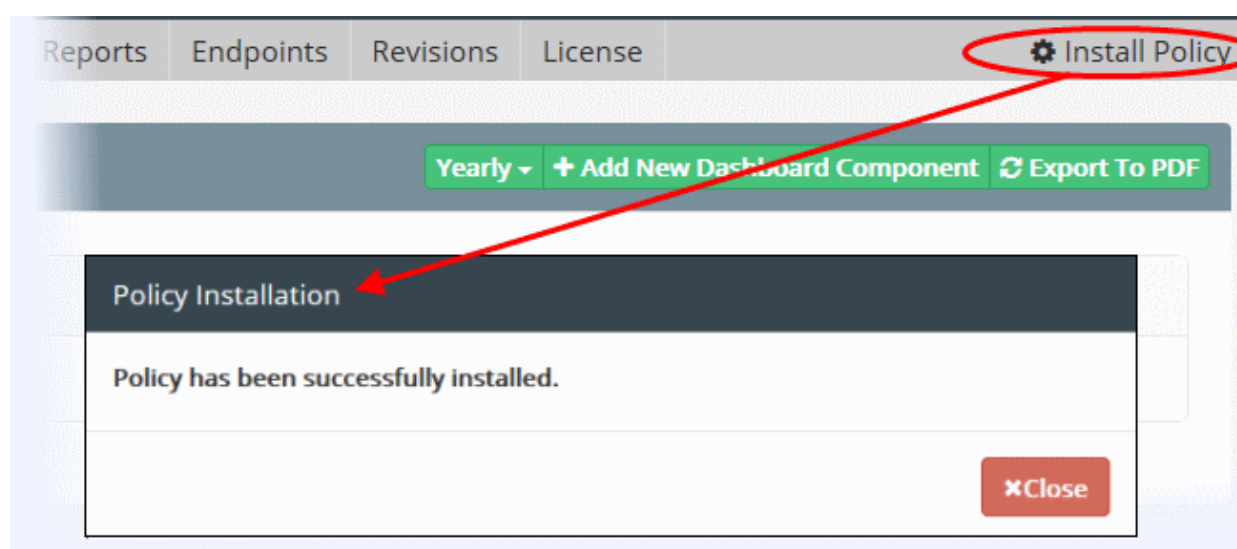 Reports Endpoints Revisions License Install Policy
Yearly + Add New Dashboard Component Export To PDF
Policy Installation
Policy has been successfully installed.
×Close